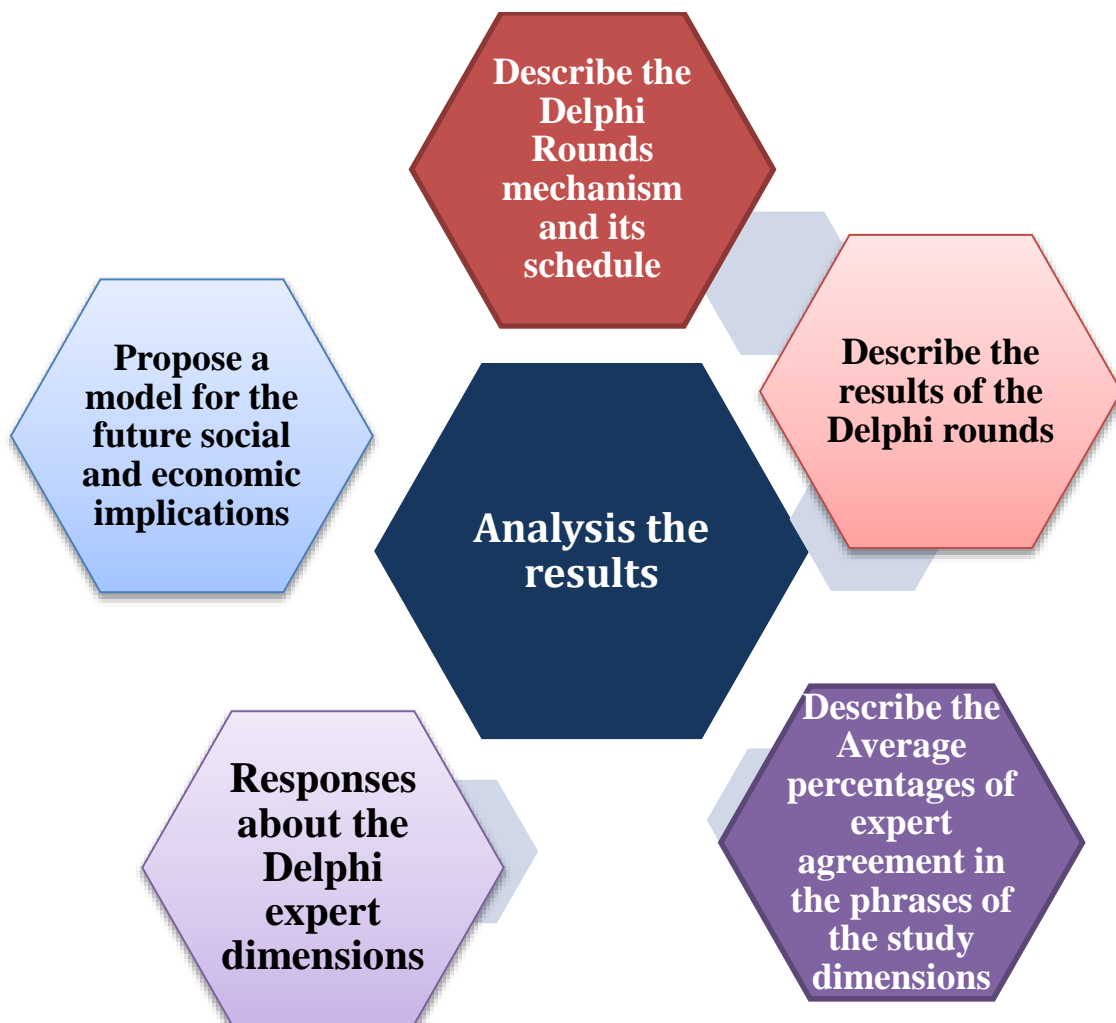 Describe the
Delphi
Rounds
mechanism
and its
schedule
Describe the
results of the
Delphi rounds
Propose a
model for the
future social
and economic
implications
Analysis the
results
Describe the
Average
percentages of
expert
agreement in
the phrases of
the study
dimensions
Responses
about the
Delphi
expert
dimensions